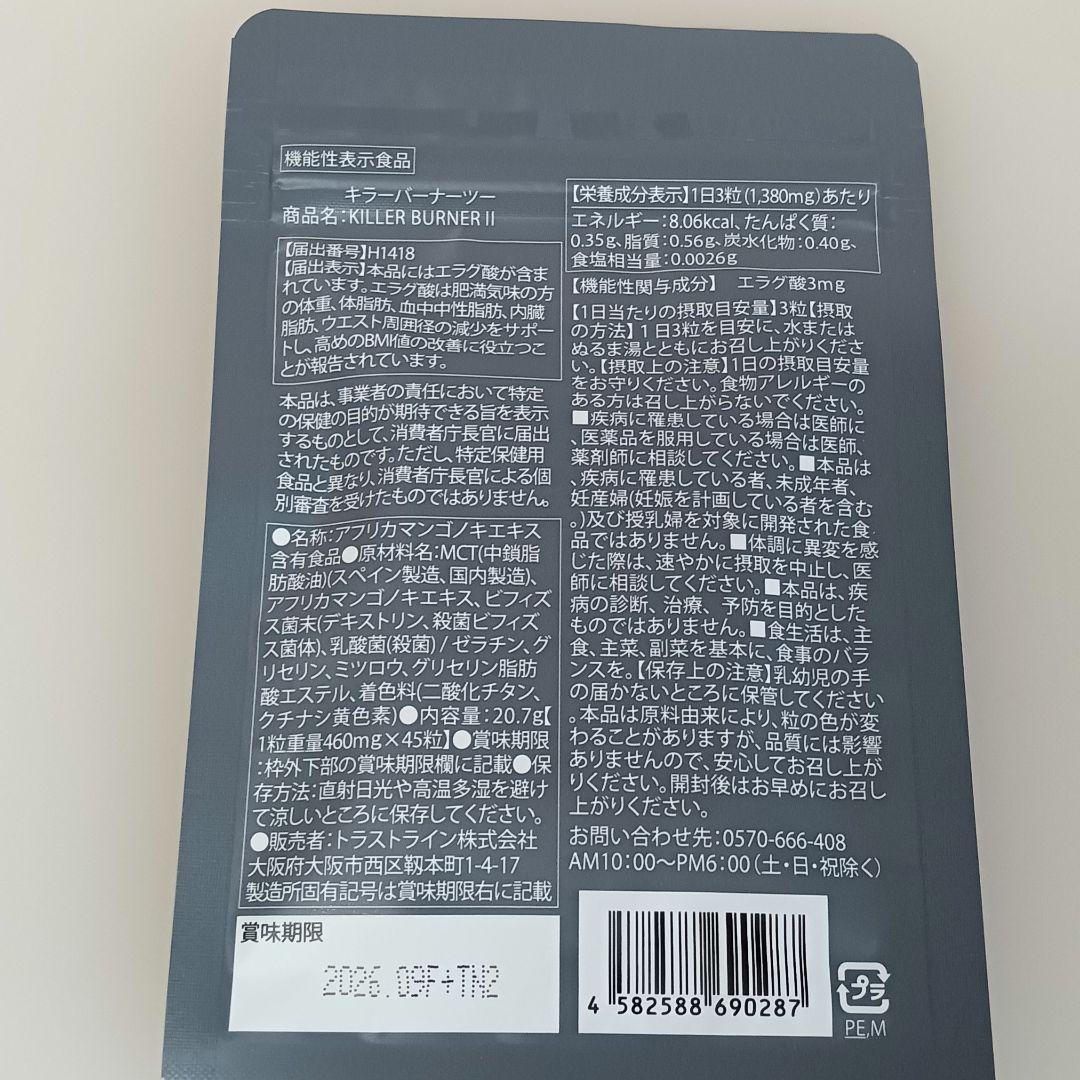 機能性表示食品
キラーバーナーツー
商品名:KILLER BURNER II
【届出番号】H1418
【届出表示】本品にはエラグ酸が含ま
れています。エラグ酸は肥満気味の方
の体重、体脂肪、血中中性脂肪、内臓
脂肪、ウエスト周囲径の減少をサポー
トし、高めのBMI値の改善に役立つこ
とが報告されています。
本品は、事業者の責任において特定
の保健の目的が期待できる旨を表示
するものとして、消費者庁長官に届出
されたものです。ただし、特定保健用
食品と異なり、消費者庁長官による個
別審査を受けたものではありません。
●名称:アフリカマンゴノキエキス
含有食品●原材料名:MCT(中鎖脂
肪酸油)(スペイン製造、国内製造)、
アフリカマンゴノキエキス、ビフィズ
ス菌末(デキストリン、殺菌ビフィズ
ス菌体)、乳酸菌(殺菌) / ゼラチン、グ
リセリン、ミツロウ、グリセリン脂肪
酸エステル、着色料(二酸化チタン、
クチナシ黄色素)●内容量:20.7g【
1粒重量460mg×45粒】●賞味期限
:枠外下部の賞味期限欄に記載●保
存方法:直射日光や高温多湿を避け
て涼しいところに保存してください。
●販売者:トラストライン株式会社
大阪府大阪市西区靱本町1-4-17
製造所固有記号は賞味期限右に記載
賞味期限
2026.09F+TN2
【栄養成分表示】1日3粒(1,380mg)あたり
エネルギー:8.06kcal、たんぱく質:
0.35g、脂質:0.56g、炭水化物:0.40g、
食塩相当量:0.0026g
【機能性関与成分】 エラグ酸3mg
【1日当たりの摂取目安量】3粒【摂取
の方法】1日3粒を目安に、水または
ぬるま湯とともにお召し上がりくださ
い。【摂取上の注意】1日の摂取目安量
をお守りください。食物アレルギーの
ある方は召し上がらないでください。
■疾病に罹患している場合は医師に
、医薬品を服用している場合は医師、
薬剤師に相談してください。■本品は
、疾病に罹患している者、未成年者、
妊産婦(妊娠を計画している者を含む
。)及び授乳婦を対象に開発された食
品ではありません。■体調に異変を感
じた際は、速やかに摂取を中止し、医
師に相談してください。■本品は、疾
病の診断、治療、予防を目的とした
ものではありません。■食生活は、主
食、主菜、副菜を基本に、食事のバラ
ンスを。【保存上の注意】乳幼児の手
の届かないところに保管してください
。本品は原料由来により、粒の色が変
わることがありますが、品質には影響
ありませんので、安心してお召し上が
りください。開封後はお早めにお召し
上がりください。
お問い合わせ先:0570-666-408
AM10:00〜PM6:00(土・日・祝除く)
4 582588 690287
プラ
PE,M